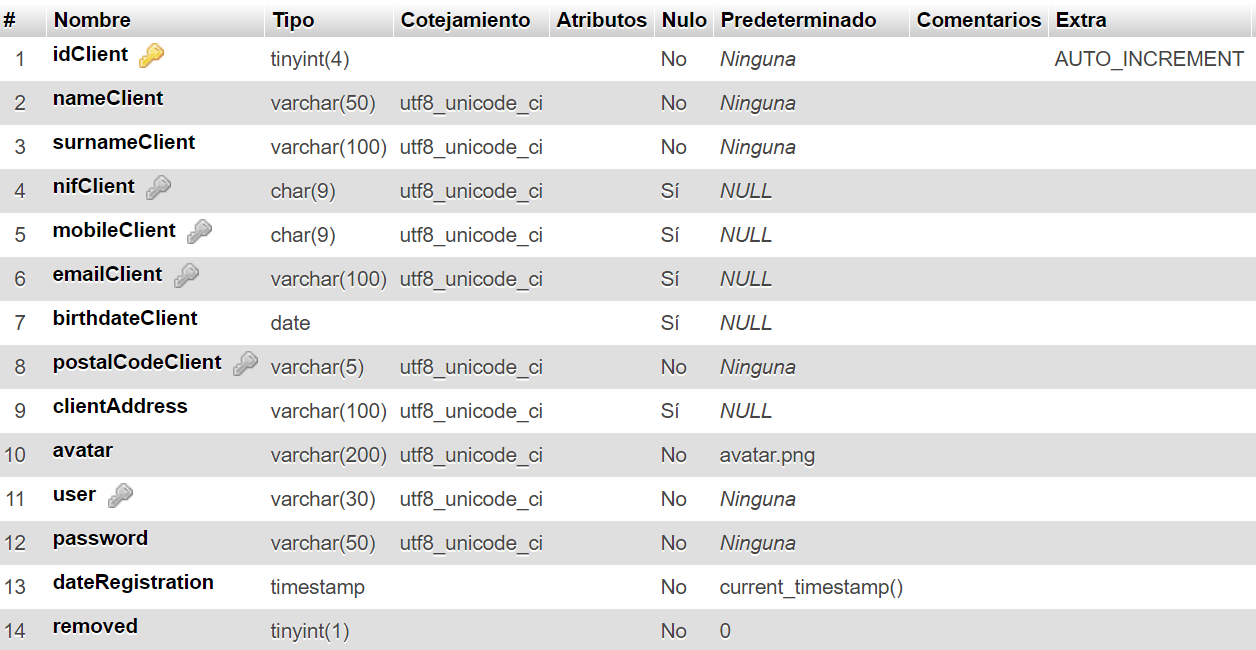 # Nombre Tipo Cotejamiento Atributos Nulo Predeterminado Comentarios Extra
1 idClient tinyint(4) No Ninguna AUTO_INCREMENT
2 nameClient varchar(50) utf8_unicode_ci No Ninguna
3 surnameClient varchar(100) utf8_unicode_ci No Ninguna
4 nifClient char(9) utf8_unicode_ci Sí NULL
5 mobileClient char(9) utf8_unicode_ci Sí NULL
6 emailClient varchar(100) utf8_unicode_ci Sí NULL
7 birthdateClient date Sí NULL
8 postalCodeClient varchar(5) utf8_unicode_ci No Ninguna
9 clientAddress varchar(100) utf8_unicode_ci Sí NULL
10 avatar varchar(200) utf8_unicode_ci No avatar.png
11 user varchar(30) utf8_unicode_ci No Ninguna
12 password varchar(50) utf8_unicode_ci No Ninguna
13 dateRegistration timestamp No current_timestamp()
14 removed tinyint(1) No 0